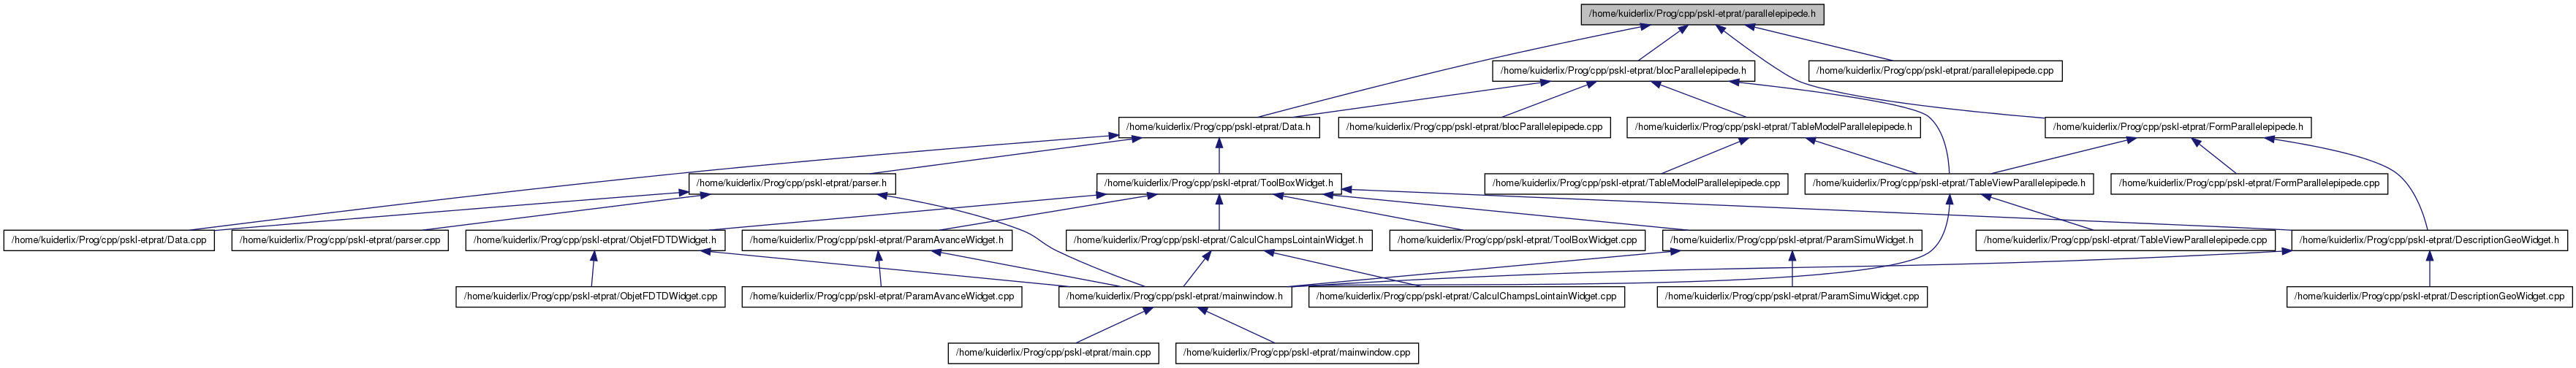 /home/kuiderlix/Prog/cpp/pskl-etprat/parallelepipede.h
/home/kuiderlix/Prog/cpp/pskl-etprat/blocParallelepipede.h
/home/kuiderlix/Prog/cpp/pskl-etprat/parallelepipede.cpp
/home/kuiderlix/Prog/cpp/pskl-etprat/Data.h
/home/kuiderlix/Prog/cpp/pskl-etprat/blocParallelepipede.cpp
/home/kuiderlix/Prog/cpp/pskl-etprat/TableModelParallelepipede.h
/home/kuiderlix/Prog/cpp/pskl-etprat/FormParallelepipede.h
/home/kuiderlix/Prog/cpp/pskl-etprat/parser.h
/home/kuiderlix/Prog/cpp/pskl-etprat/ToolBoxWidget.h
/home/kuiderlix/Prog/cpp/pskl-etprat/TableModelParallelepipede.cpp
/home/kuiderlix/Prog/cpp/pskl-etprat/TableViewParallelepipede.h
/home/kuiderlix/Prog/cpp/pskl-etprat/FormParallelepipede.cpp
/home/kuiderlix/Prog/cpp/pskl-etprat/Data.cpp
/home/kuiderlix/Prog/cpp/pskl-etprat/parser.cpp
/home/kuiderlix/Prog/cpp/pskl-etprat/ObjetFDTDWidget.h
/home/kuiderlix/Prog/cpp/pskl-etprat/ParamAvanceWidget.h
/home/kuiderlix/Prog/cpp/pskl-etprat/CalculChampsLointainWidget.h
/home/kuiderlix/Prog/cpp/pskl-etprat/ToolBoxWidget.cpp
/home/kuiderlix/Prog/cpp/pskl-etprat/ParamSimuWidget.h
/home/kuiderlix/Prog/cpp/pskl-etprat/TableViewParallelepipede.cpp
/home/kuiderlix/Prog/cpp/pskl-etprat/DescriptionGeoWidget.h
/home/kuiderlix/Prog/cpp/pskl-etprat/ObjetFDTDWidget.cpp
/home/kuiderlix/Prog/cpp/pskl-etprat/ParamAvanceWidget.cpp
/home/kuiderlix/Prog/cpp/pskl-etprat/mainwindow.h
/home/kuiderlix/Prog/cpp/pskl-etprat/CalculChampsLointainWidget.cpp
/home/kuiderlix/Prog/cpp/pskl-etprat/ParamSimuWidget.cpp
/home/kuiderlix/Prog/cpp/pskl-etprat/DescriptionGeoWidget.cpp
/home/kuiderlix/Prog/cpp/pskl-etprat/main.cpp
/home/kuiderlix/Prog/cpp/pskl-etprat/mainwindow.cpp